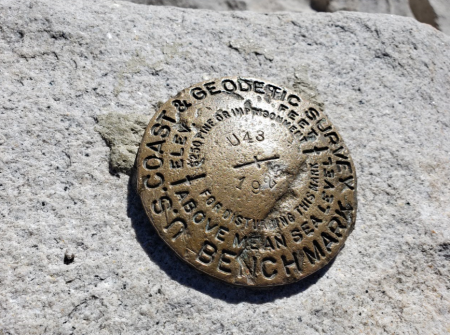 U.S. COAST & GEODETIC SURVEY
BENCH MARK
ELEV. FEET
ABOVE MEAN SEA LEVEL
$250 FINE OR IMPRISONMENT
FOR DISTURBING THIS MARK
U 43